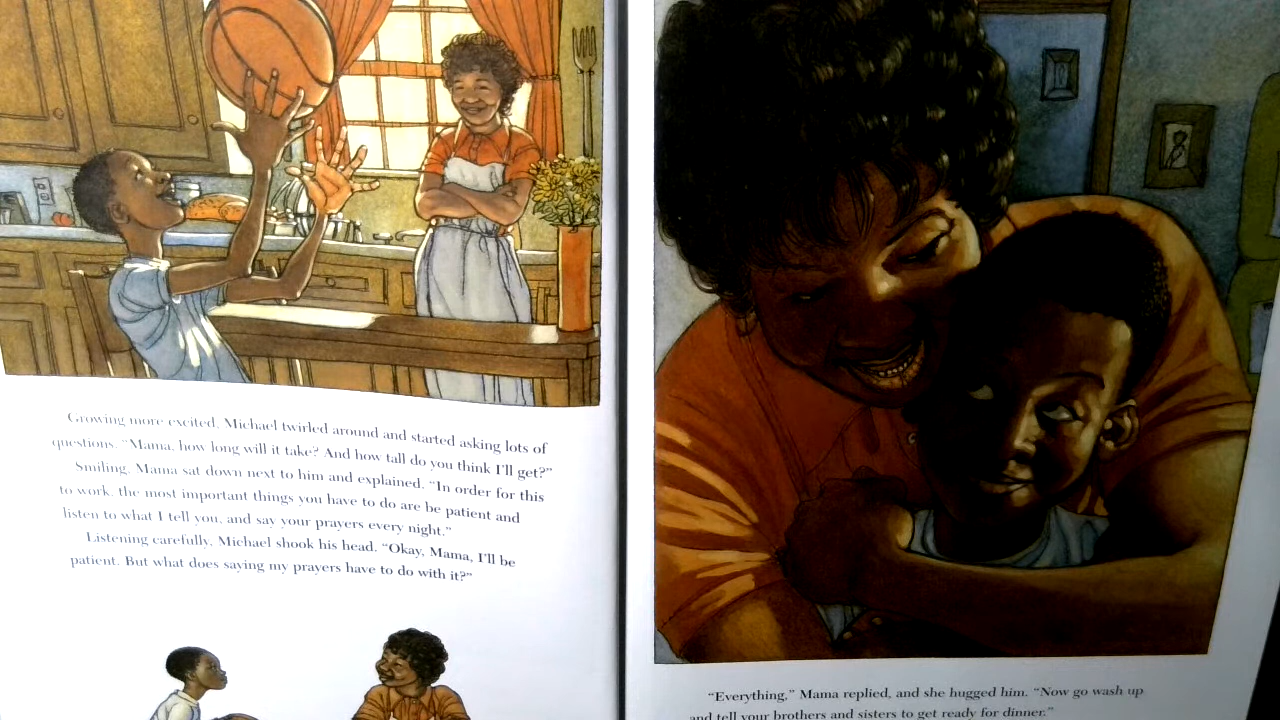 Growing more excited, Michael twirled around and started asking lots of
questions. "Mama, how long will it take? And how tall do you think I'll get?"
Smiling, Mama sat down next to him and explained, "In order for this
to work, the most important things you have to do are be patient and
listen to what I tell you, and say your prayers every night."
Listening carefully, Michael shook his head. "Okay, Mama, I'll be
patient. But what does saying my prayers have to do with it?"
"Everything," Mama replied, and she hugged him. "Now go wash up
and tell your brothers and sisters to get ready for dinner."